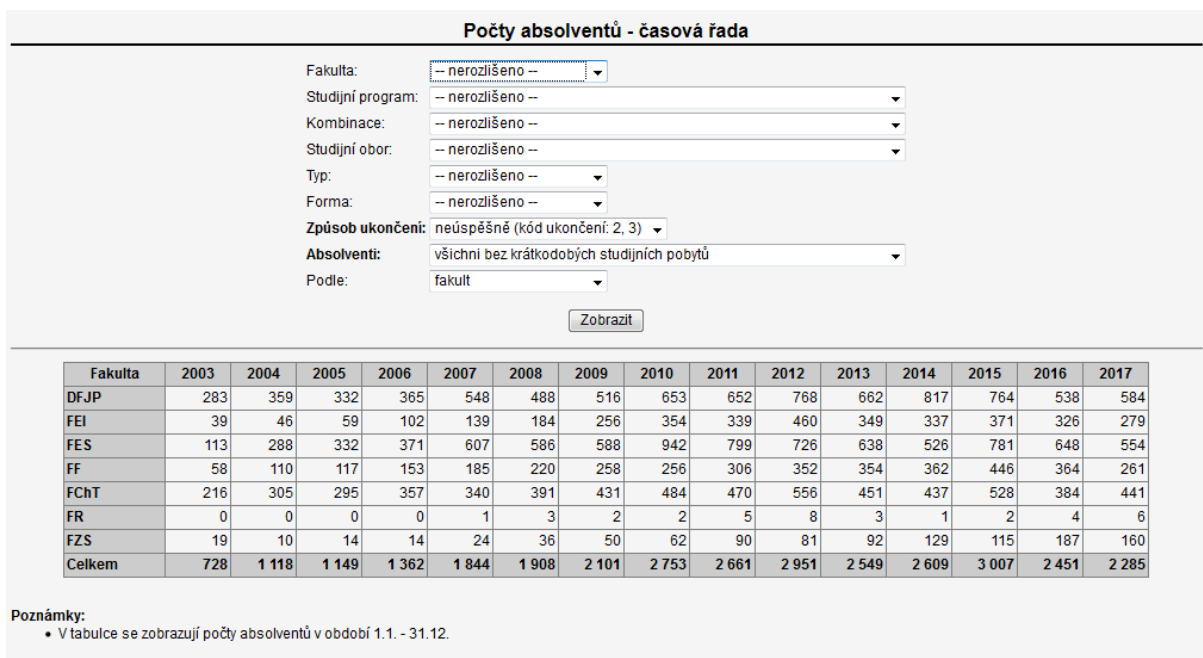 Počty absolventů - časová řada
Fakulta: -- nerozlišeno --
Studijní program: -- nerozlišeno --
Kombinace: -- nerozlišeno --
Studijní obor: -- nerozlišeno --
Typ: -- nerozlišeno --
Forma: -- nerozlišeno --
Způsob ukončení: neúspěšně (kód ukončení: 2, 3)
Absolventi: všichni bez krátkodobých studijních pobytů
Podle: fakult
Zobrazit
Fakulta 2003 2004 2005 2006 2007 2008 2009 2010 2011 2012 2013 2014 2015 2016 2017
DFJP 283 359 332 365 548 488 516 653 652 768 662 817 764 538 584
FEI 39 46 59 102 139 184 256 354 339 460 349 337 371 326 279
FES 113 288 332 371 607 586 588 942 799 726 638 526 781 648 554
FF 58 110 117 153 185 220 258 256 306 352 354 362 446 364 261
FChT 216 305 295 357 340 391 431 484 470 556 451 437 528 384 441
FR 0 0 0 0 1 3 2 2 5 8 3 1 2 4 6
FZS 19 10 14 14 24 36 50 62 90 81 92 129 115 187 160
Celkem 728 1 118 1 149 1 362 1 844 1 908 2 101 2 753 2 661 2 951 2 549 2 609 3 007 2 451 2 285
Poznámky:
• V tabulce se zobrazují počty absolventů v období 1.1. - 31.12.